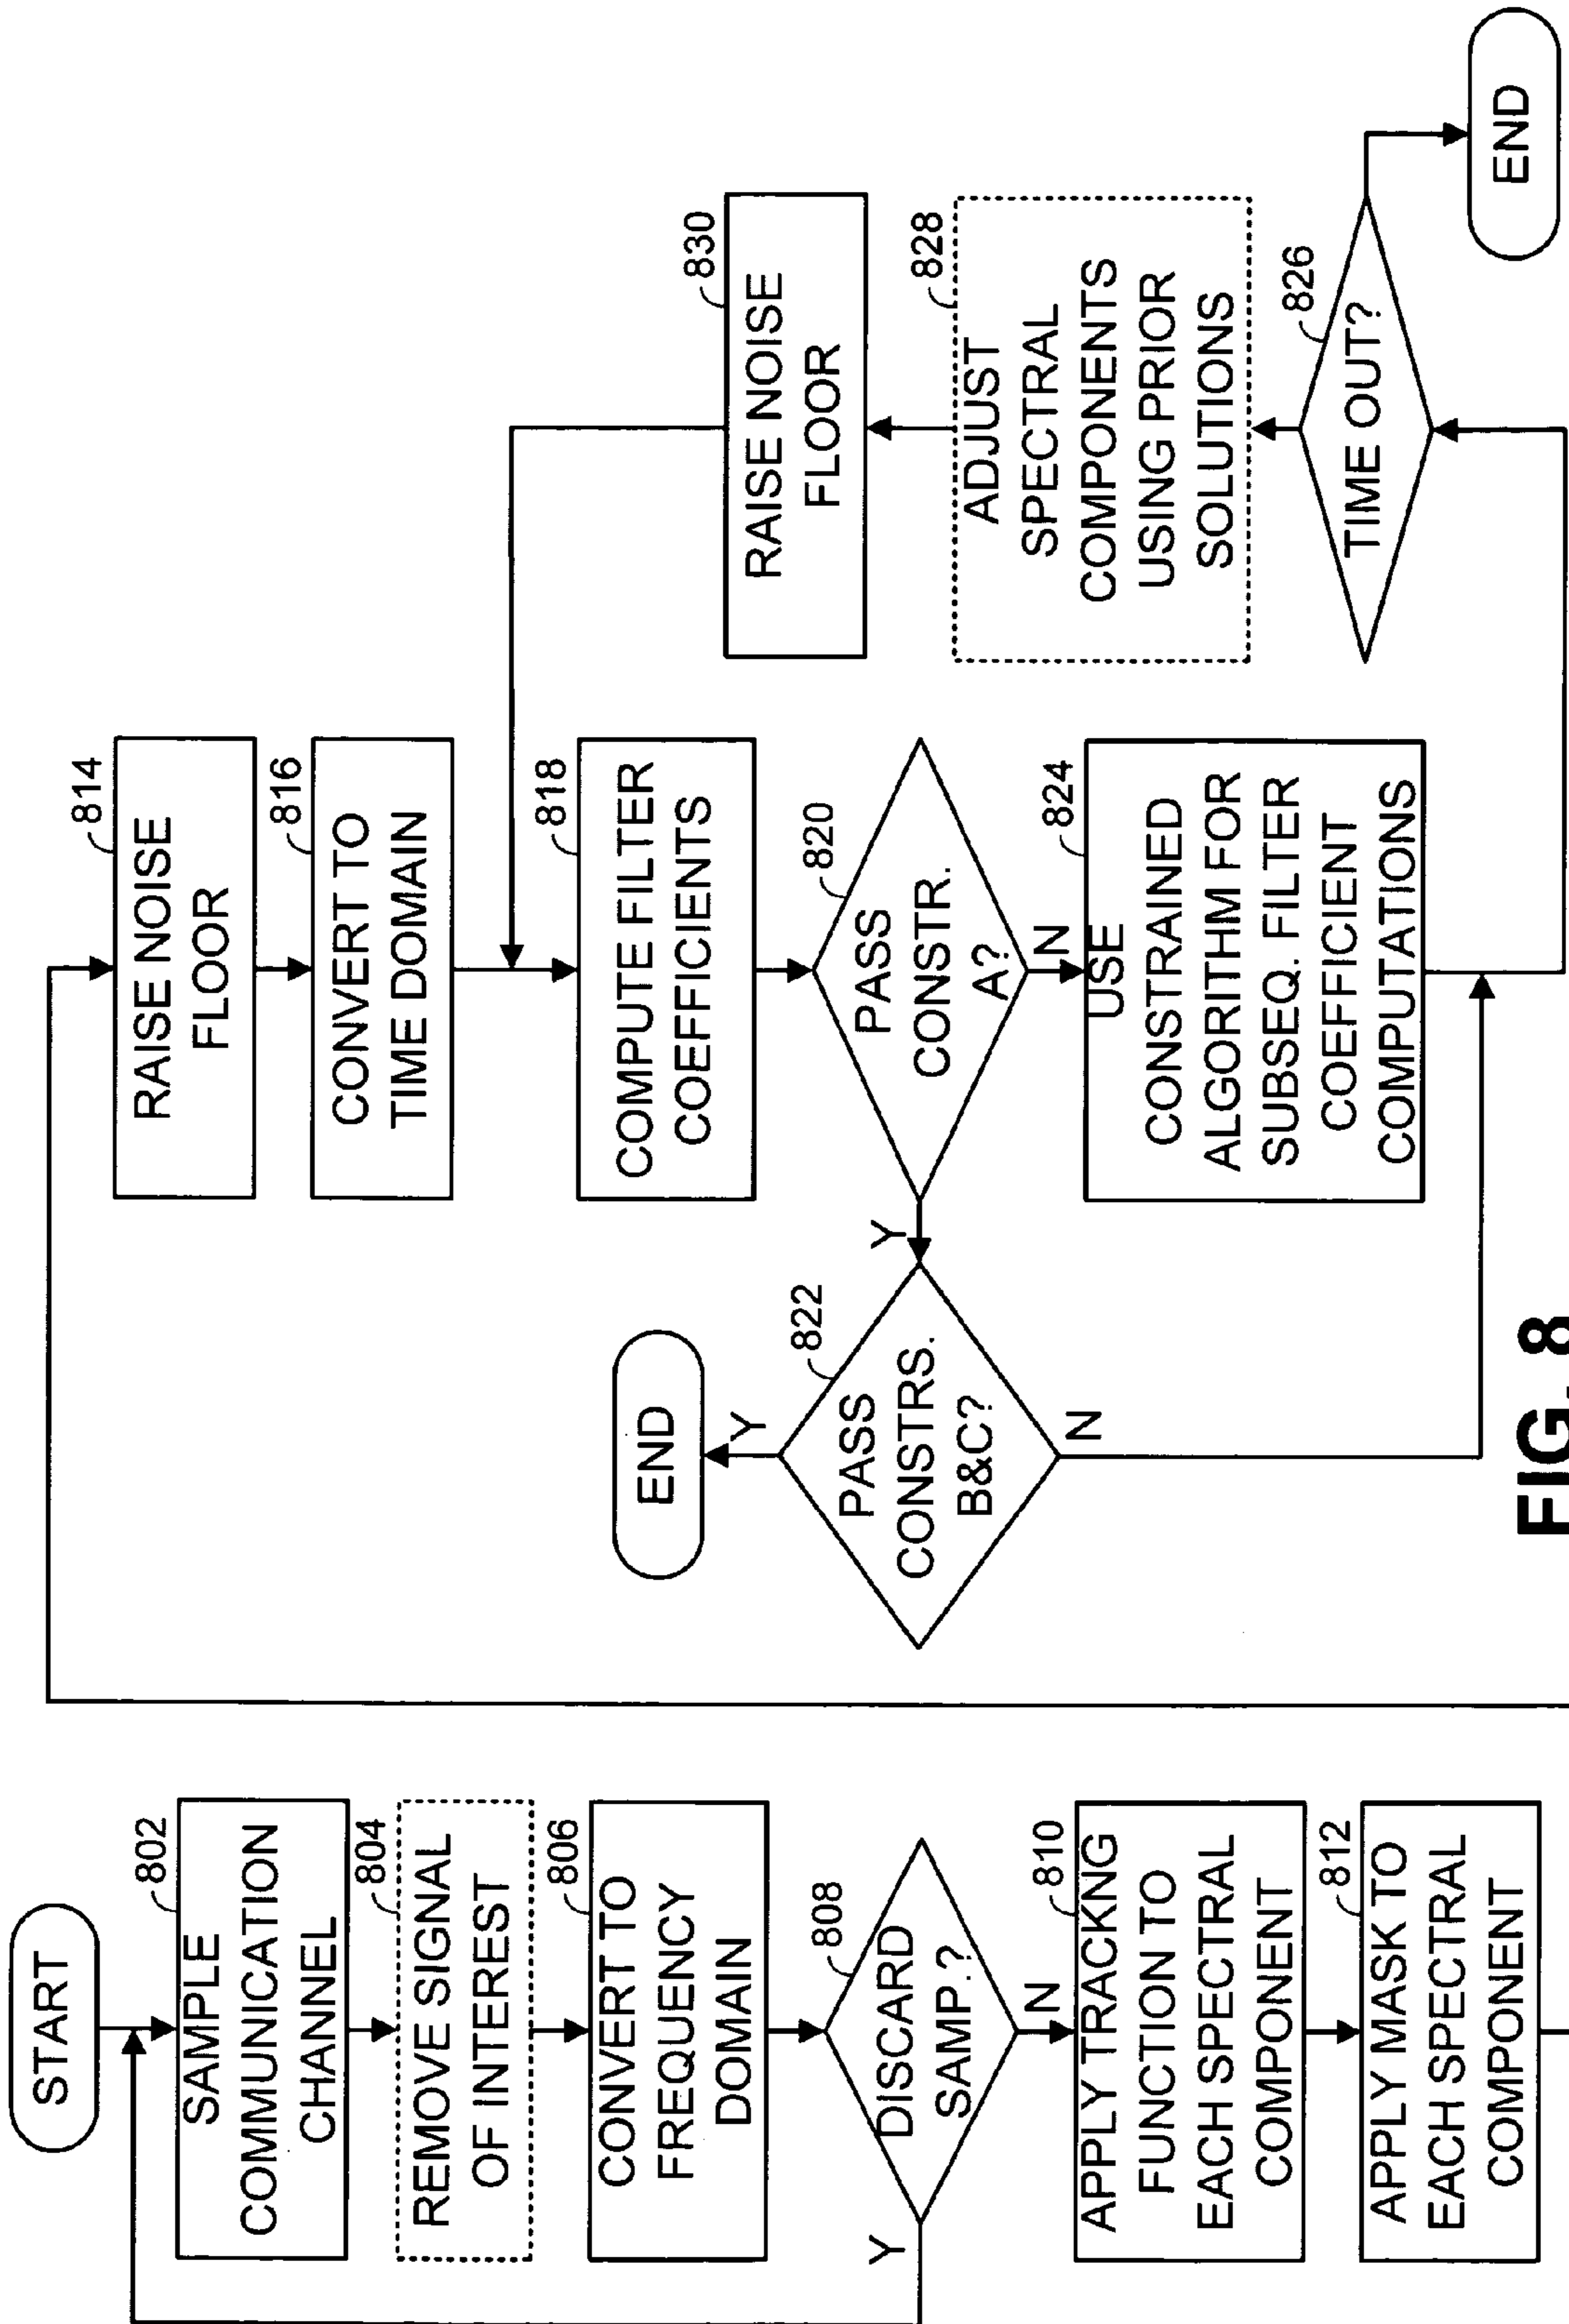 START
802
SAMPLE
COMMUNICATION
CHANNEL
804
REMOVE SIGNAL
OF INTEREST
806
CONVERT TO
FREQUENCY
DOMAIN
808
DISCARD
SAMP.?
Y
N
810
APPLY TRACKNG
FUNCTION TO
EACH SPECTRAL
COMPONENT
812
APPLY MASK TO
EACH SPECTRAL
COMPONENT
814
RAISE NOISE
FLOOR
816
CONVERT TO
TIME DOMAIN
818
COMPUTE FILTER
COEFFICIENTS
820
PASS
CONSTR.
A?
Y
N
822
PASS
CONSTRS.
B&C?
Y
END
N
824
USE
CONSTRAINED
ALGORITHM FOR
SUBSEQ. FILTER
COEFFICIENT
COMPUTATIONS
826
TIME OUT?
END
828
ADJUST
SPECTRAL
COMPONENTS
USING PRIOR
SOLUTIONS
830
RAISE NOISE
FLOOR
FIG. 8